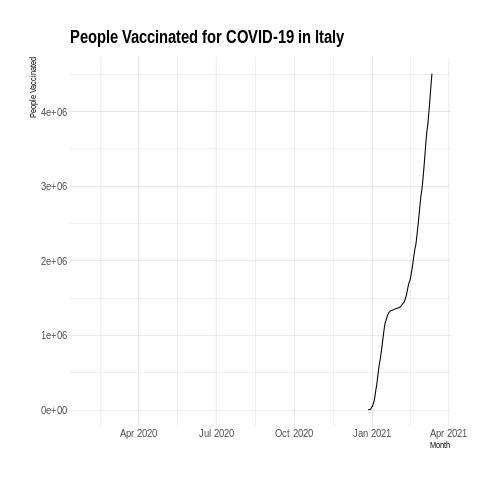 People Vaccinated for COVID-19 in Italy
People Vaccinated
4e+06
3e+06
2e+06
1e+06
0e+00
Apr 2020 Jul 2020 Oct 2020 Jan 2021 Apr 2021
Month